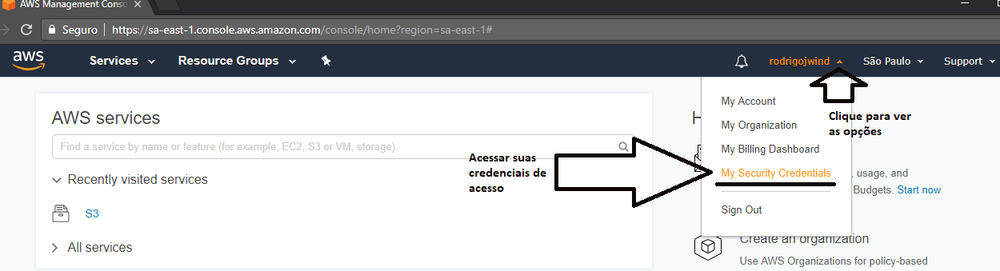 AWS Management Conso
Seguro
https://sa-east-1.console.aws.amazon.com/console/home?region=sa-east-1#
aws
Services
Resource Groups
rodrigojwind
São Paulo
Support
AWS services
Find a service by name or feature (for example, EC2, S3 or VM, storage).
Recently visited services
S3
All services
Acessar suas
credenciais de
acesso
H
My Account
My Organization
My Billing Dashboard
My Security Credentials
Sign Out
Clique para ver
as opções
, usage, and
Budgets. Start now
Create an organization
Use AWS Organizations for policy-based